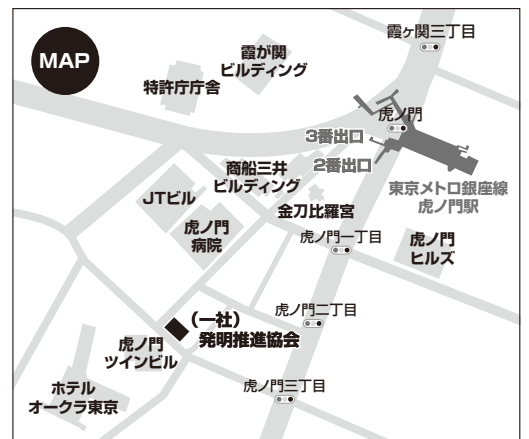 MAP
霞ヶ関三丁目
霞が関
ビルディング
特許庁庁舎
虎ノ門
3番出口
2番出口
商船三井
ビルディング
東京メトロ銀座線
虎ノ門駅
JTビル
金刀比羅宮
虎ノ門
病院
虎ノ門一丁目
虎ノ門
ヒルズ
虎ノ門二丁目
（一社）
発明推進協会
虎ノ門
ツインビル
虎ノ門三丁目
ホテル
オークラ東京